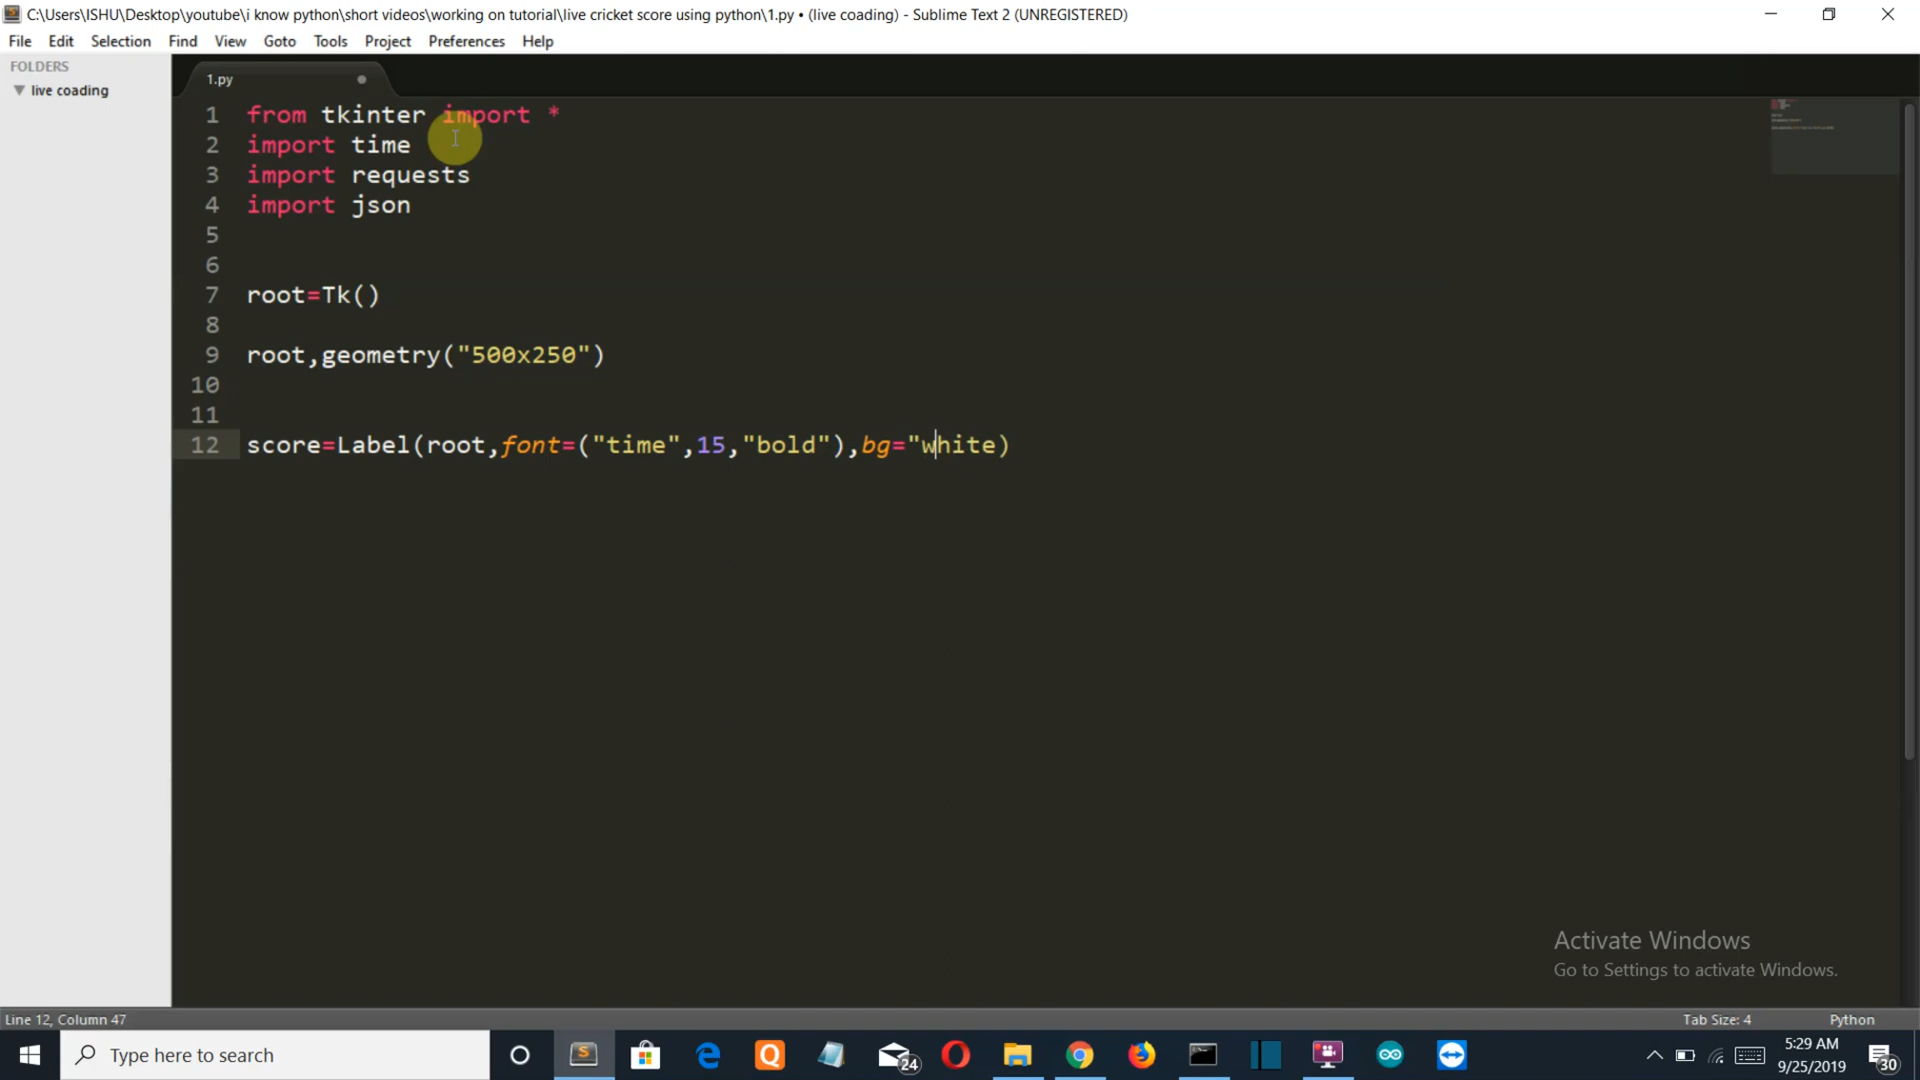 C:\Users\ISHU\Desktop\youtube\i know python\short videos\working on tutorial\live cricket score using python\1.py • (live coading) - Sublime Text 2 (UNREGISTERED)
File Edit Selection Find View Goto Tools Project Preferences Help
FOLDERS
live coading
1.py
1 from tkinter import *
2 import time
3 import requests
4 import json
5
6
7 root=Tk()
8
9 root,geometry("500x250")
10
11
12 score=Label(root,font=("time",15,"bold"),bg="white)
Activate Windows
Go to Settings to activate Windows.
Line 12, Column 47
Tab Size: 4
Python
Type here to search
24
5:29 AM
9/25/2019
30